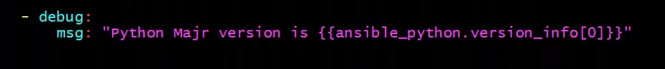 - debug:
msg: "Python Majr version is {{ansible_python.version_info[0]}}"